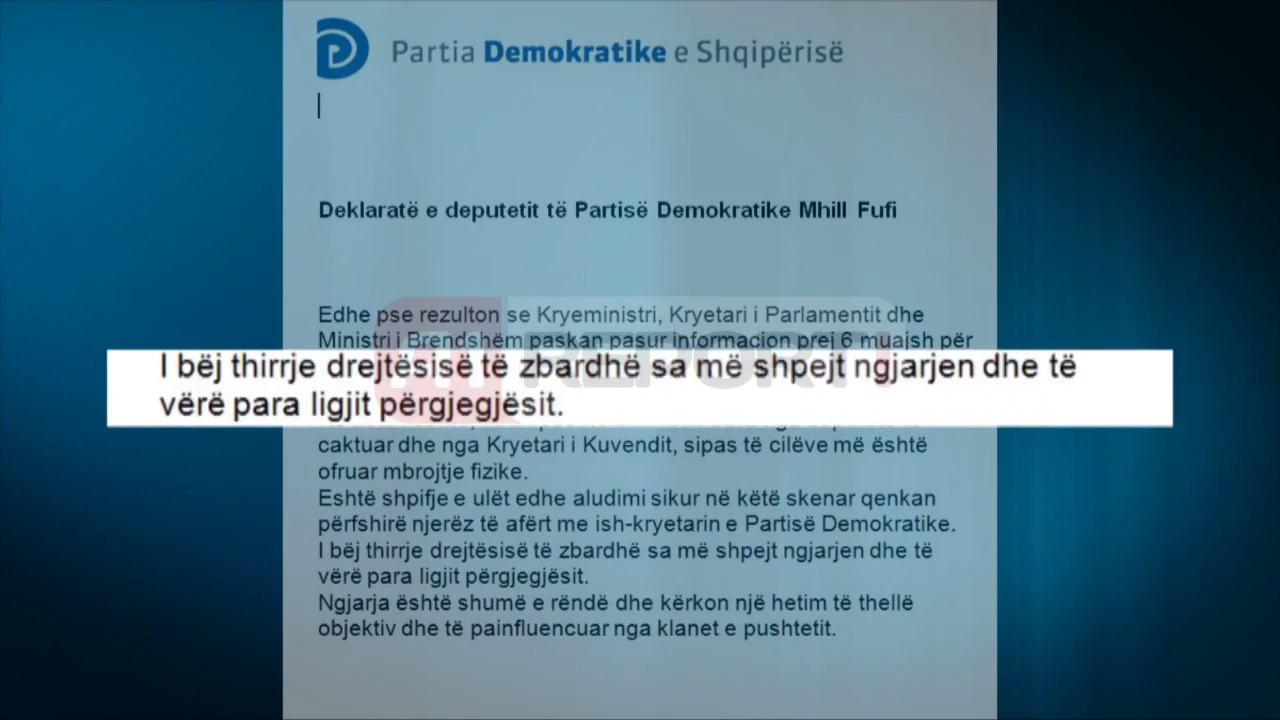 Partia Demokratike e Shqipërisë
Deklaratë e deputetit të Partisë Demokratike Mhill Fufi
Edhe pse rezulton se Kryeministri, Kryetari i Parlamentit dhe
Ministri i Brendshëm paskan pasur informacion prej 6 muajsh për
I bëj thirrje drejtësisë të zbardhë sa më shpejt ngjarjen dhe të
vërë para ligjit përgjegjësit.
REPORT
caktuar dhe nga Kryetari i Kuvendit, sipas të cilëve më është
ofruar mbrojtje fizike.
Eshtë shpifje e ulët edhe aludimi sikur në këtë skenar qenkan
përfshirë njerëz të afërt me ish-kryetarin e Partisë Demokratike.
I bëj thirrje drejtësisë të zbardhë sa më shpejt ngjarjen dhe të
vërë para ligjit përgjegjësit.
Ngjarja është shumë e rëndë dhe kërkon një hetim të thellë
objektiv dhe të painfluencuar nga klanet e pushtetit.